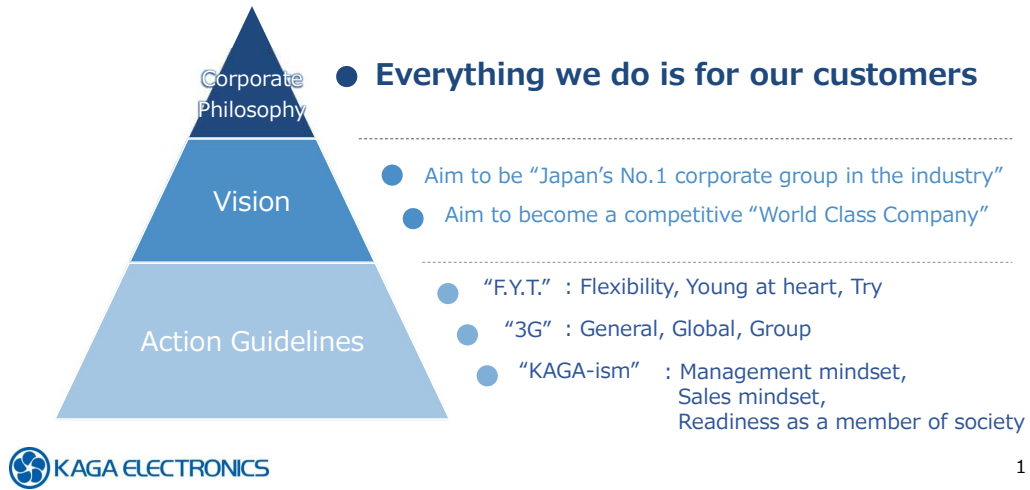 Corporate
Philosophy
● Everything we do is for our customers
Vision
● Aim to be “Japan’s No.1 corporate group in the industry”
● Aim to become a competitive “World Class Company”
Action Guidelines
● “F.Y.T.” : Flexibility, Young at heart, Try
● “3G” : General, Global, Group
● “KAGA-ism” : Management mindset,
Sales mindset,
Readiness as a member of society
KAGA ELECTRONICS
1